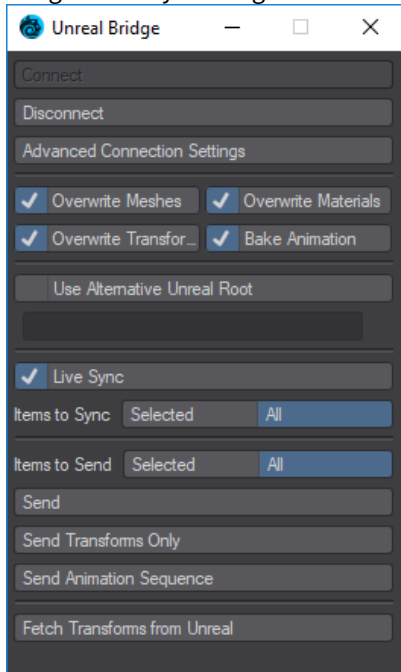 Unreal Bridge
Connect
Disconnect
Advanced Connection Settings
Overwrite Meshes Overwrite Materials
Overwrite Transfor... Bake Animation
Use Alternative Unreal Root
Live Sync
Items to Sync Selected All
Items to Send Selected All
Send
Send Transforms Only
Send Animation Sequence
Fetch Transforms from Unreal